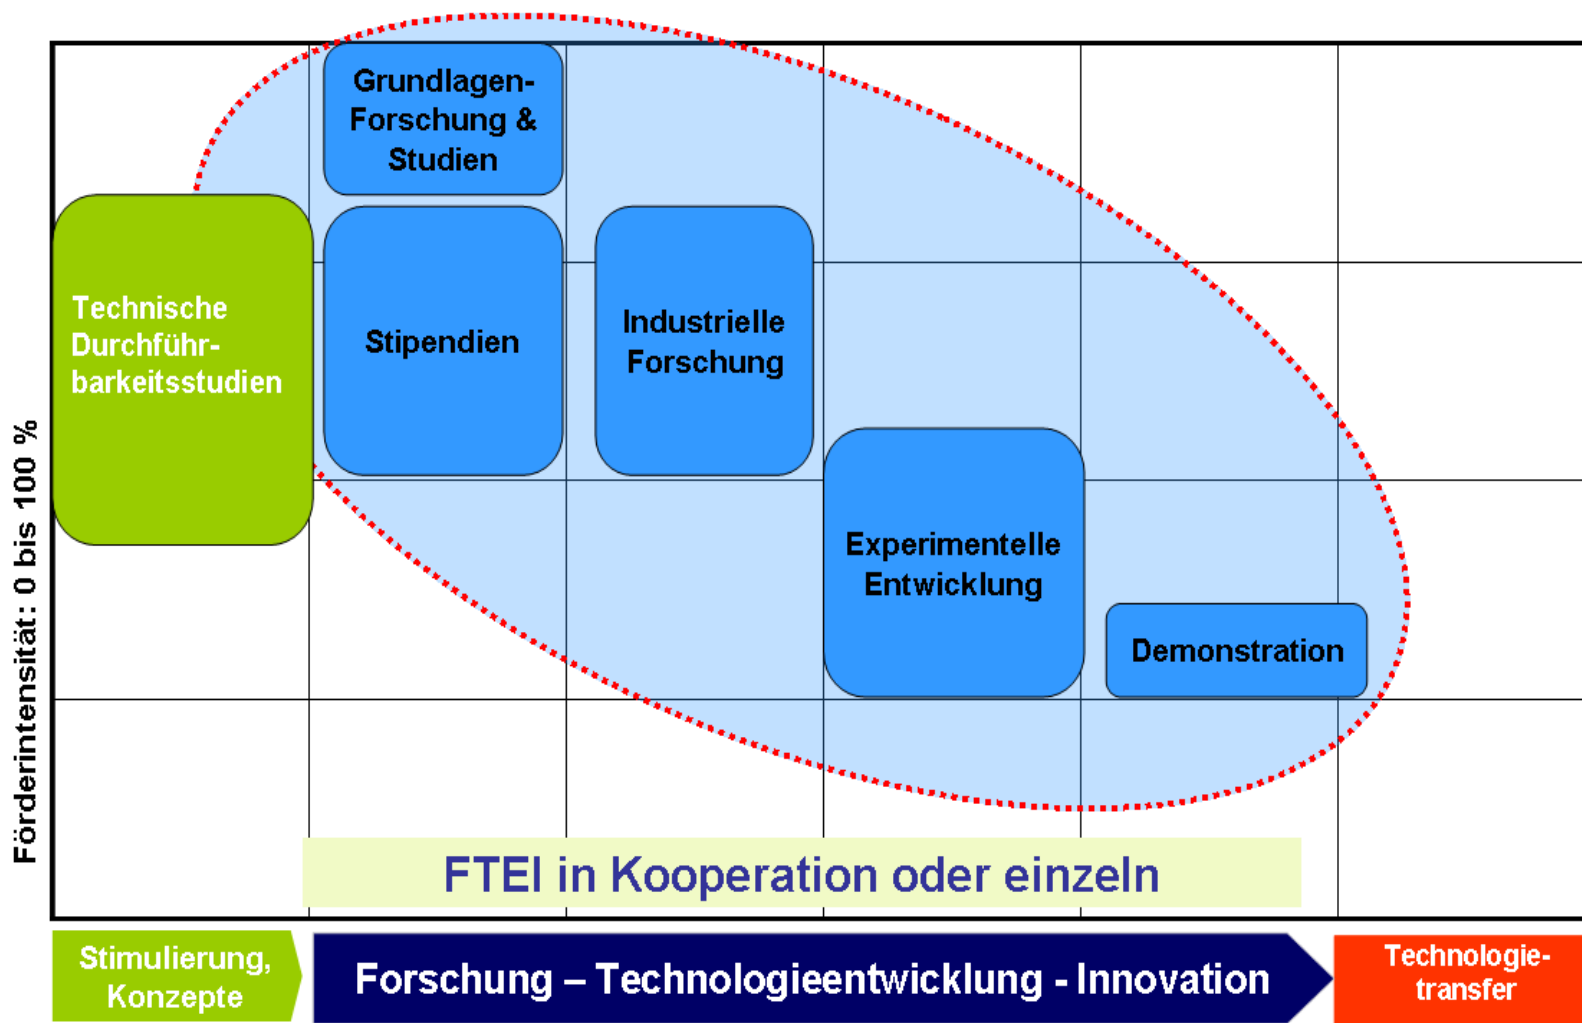 Grundlagen-
Forschung &
Studien
Technische
Durchführ-
barkeitsstudien
Stipendien
Industrielle
Forschung
Experimentelle
Entwicklung
Demonstration
Förderintensität: 0 bis 100 %
FTEI in Kooperation oder einzeln
Stimulierung,
Konzepte
Forschung – Technologieentwicklung - Innovation
Technologie-
transfer